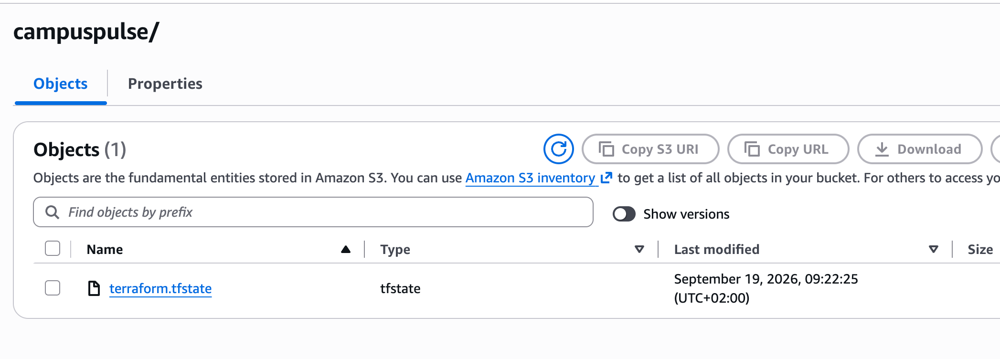 campuspulse/
Objects
Properties
Objects (1)
Copy S3 URI
Copy URL
Download
Objects are the fundamental entities stored in Amazon S3. You can use Amazon S3 inventory to get a list of all objects in your bucket. For others to access yo
Find objects by prefix
Show versions
Name
Type
Last modified
Size
terraform.tfstate
tfstate
September 19, 2026, 09:22:25
(UTC+02:00)